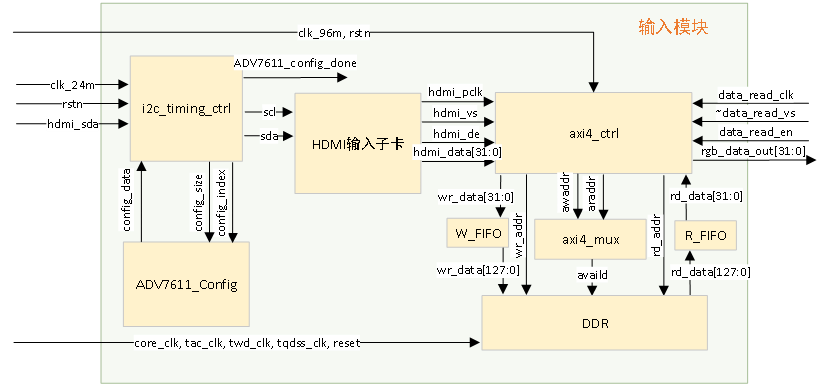 输入模块
clk_96m, rstn
ADV7611_config_done
clk_24m
rstn
hdmi_sda
i2c_timing_ctrl
scl
sda
HDMI输入子卡
hdmi_pclk
hdmi_vs
hdmi_de
hdmi_data[31:0]
axi4_ctrl
data_read_clk
~data_read_vs
data_read_en
rgb_data_out[31:0]
config_data
config_size
config_index
ADV7611_Config
wr_data[31:0]
W_FIFO
wr_data[127:0]
wr_addr
awaddr
araddr
axi4_mux
availd
rd_addr
rd_data[31:0]
R_FIFO
rd_data[127:0]
DDR
core_clk, tac_clk, twd_clk, tqdss_clk, reset